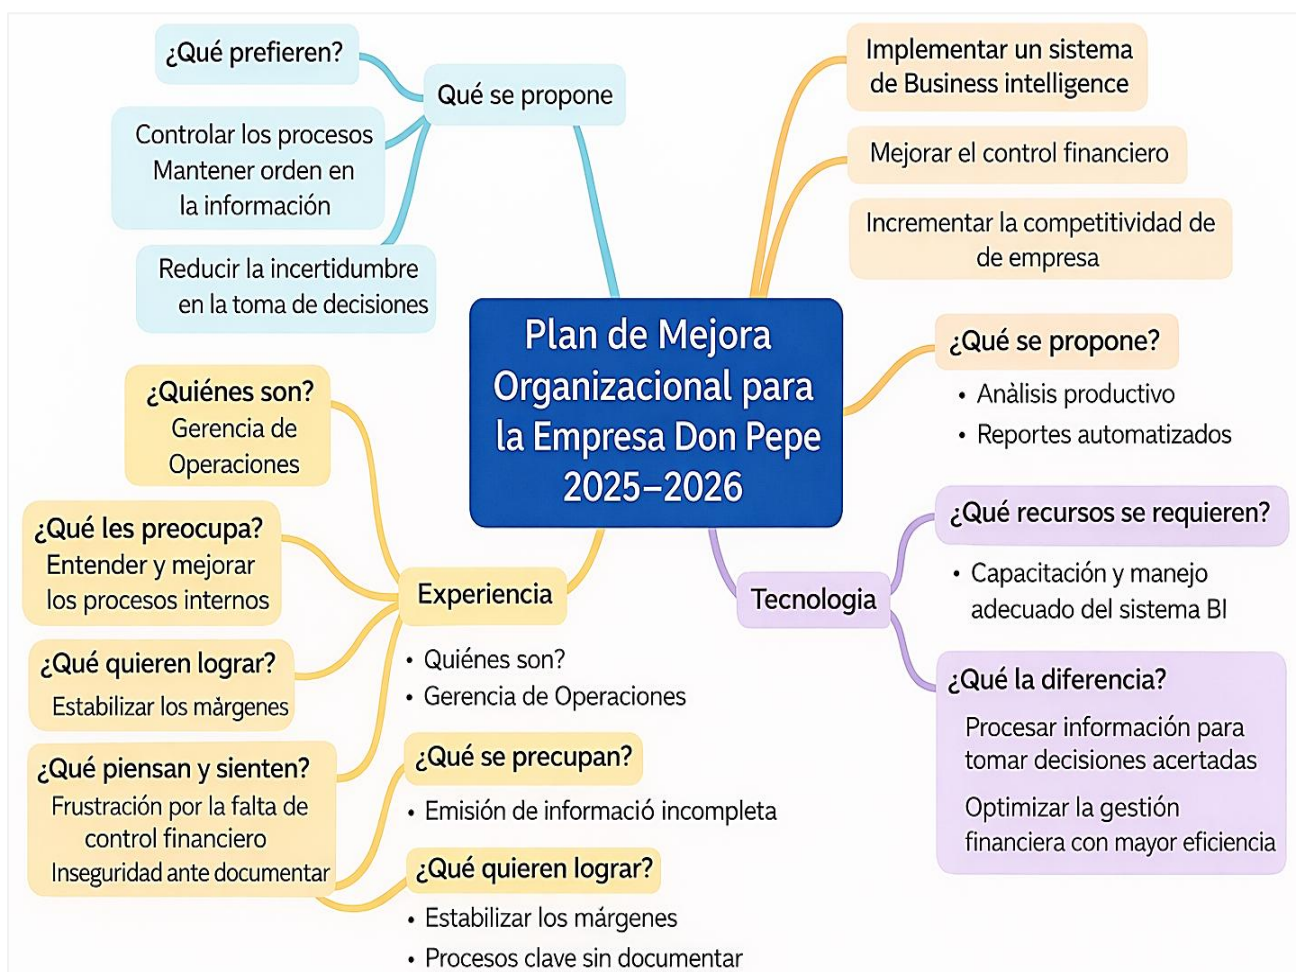 ¿Qué prefieren?
Qué se propone
Controlar los procesos
Mantener orden en
la información
Reducir la incertidumbre
en la toma de decisiones
Implementar un sistema
de Business intelligence
Mejorar el control financiero
Incrementar la competitividad de
de empresa
Plan de Mejora
Organizacional para
la Empresa Don Pepe
2025–2026
¿Qué se propone?
• Anàlisis productivo
• Reportes automatizados
¿Quiénes son?
Gerencia de
Operaciones
¿Qué les preocupa?
Entender y mejorar
los procesos internos
¿Qué quieren lograr?
Estabilizar los màrgenes
¿Qué piensan y sienten?
Frustración por la falta de
control financiero
Inseguridad ante documentar
Experiencia
• Quiénes son?
• Gerencia de Operaciones
¿Qué se precupan?
• Emisión de informació incompleta
¿Qué quieren lograr?
• Estabilizar los márgenes
• Procesos clave sin documentar
Tecnologia
¿Qué recursos se requieren?
• Capacitación y manejo
adecuado del sistema BI
¿Qué la diferencia?
Procesar información para
tomar decisiones acertadas
Optimizar la gestión
financiera con mayor eficiencia